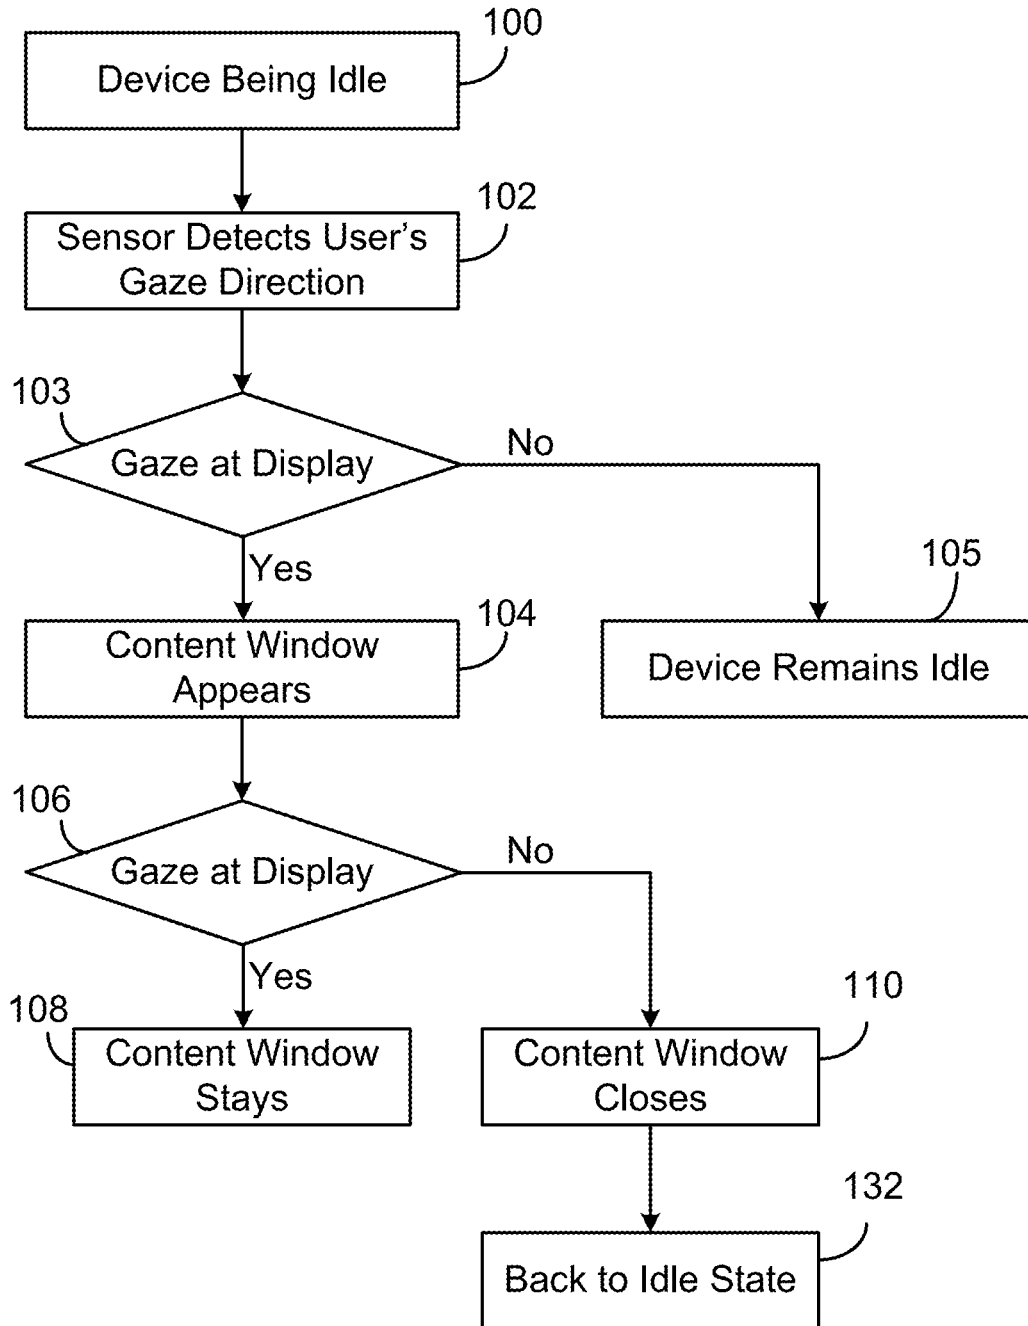 100
Device Being Idle
102
Sensor Detects User's
Gaze Direction
103
Gaze at Display
No
Yes
105
104
Content Window
Appears
Device Remains Idle
106
Gaze at Display
No
Yes
108
Content Window
Stays
110
Content Window
Closes
132
Back to Idle State